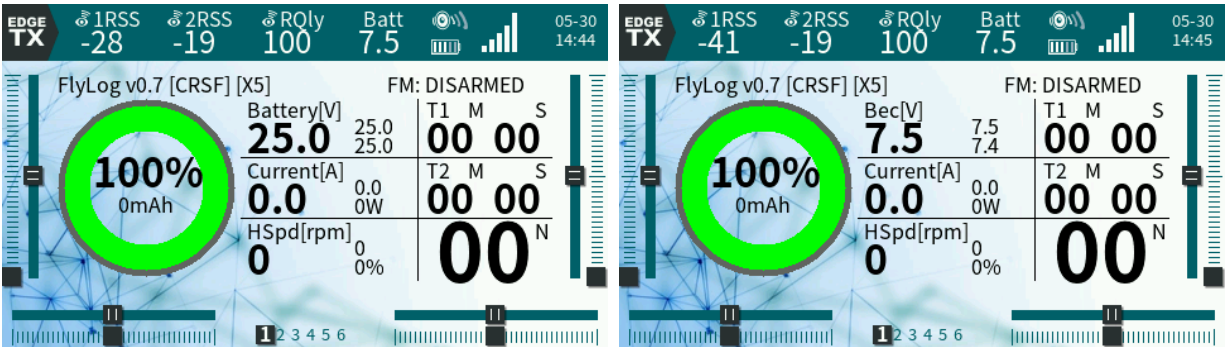 EDGE TX 1RSS -28 2RSS -19 RQly 100 Batt 7.5 05-30 14:44
FlyLog v0.7 [CRSF] [X5] FM: DISARMED
100%
0mAh
Battery[V]
25.0 25.0
25.0
T1 M S
00 00
Current[A]
0.0 0.0
0W
T2 M S
00 00
HSpd[rpm]
0 0
0%
00 N
1 2 3 4 5 6
EDGE TX 1RSS -41 2RSS -19 RQly 100 Batt 7.5 05-30 14:45
FlyLog v0.7 [CRSF] [X5] FM: DISARMED
100%
0mAh
Bec[V]
7.5 7.5
7.4
T1 M S
00 00
Current[A]
0.0 0.0
0W
T2 M S
00 00
HSpd[rpm]
0 0
0%
00 N
1 2 3 4 5 6